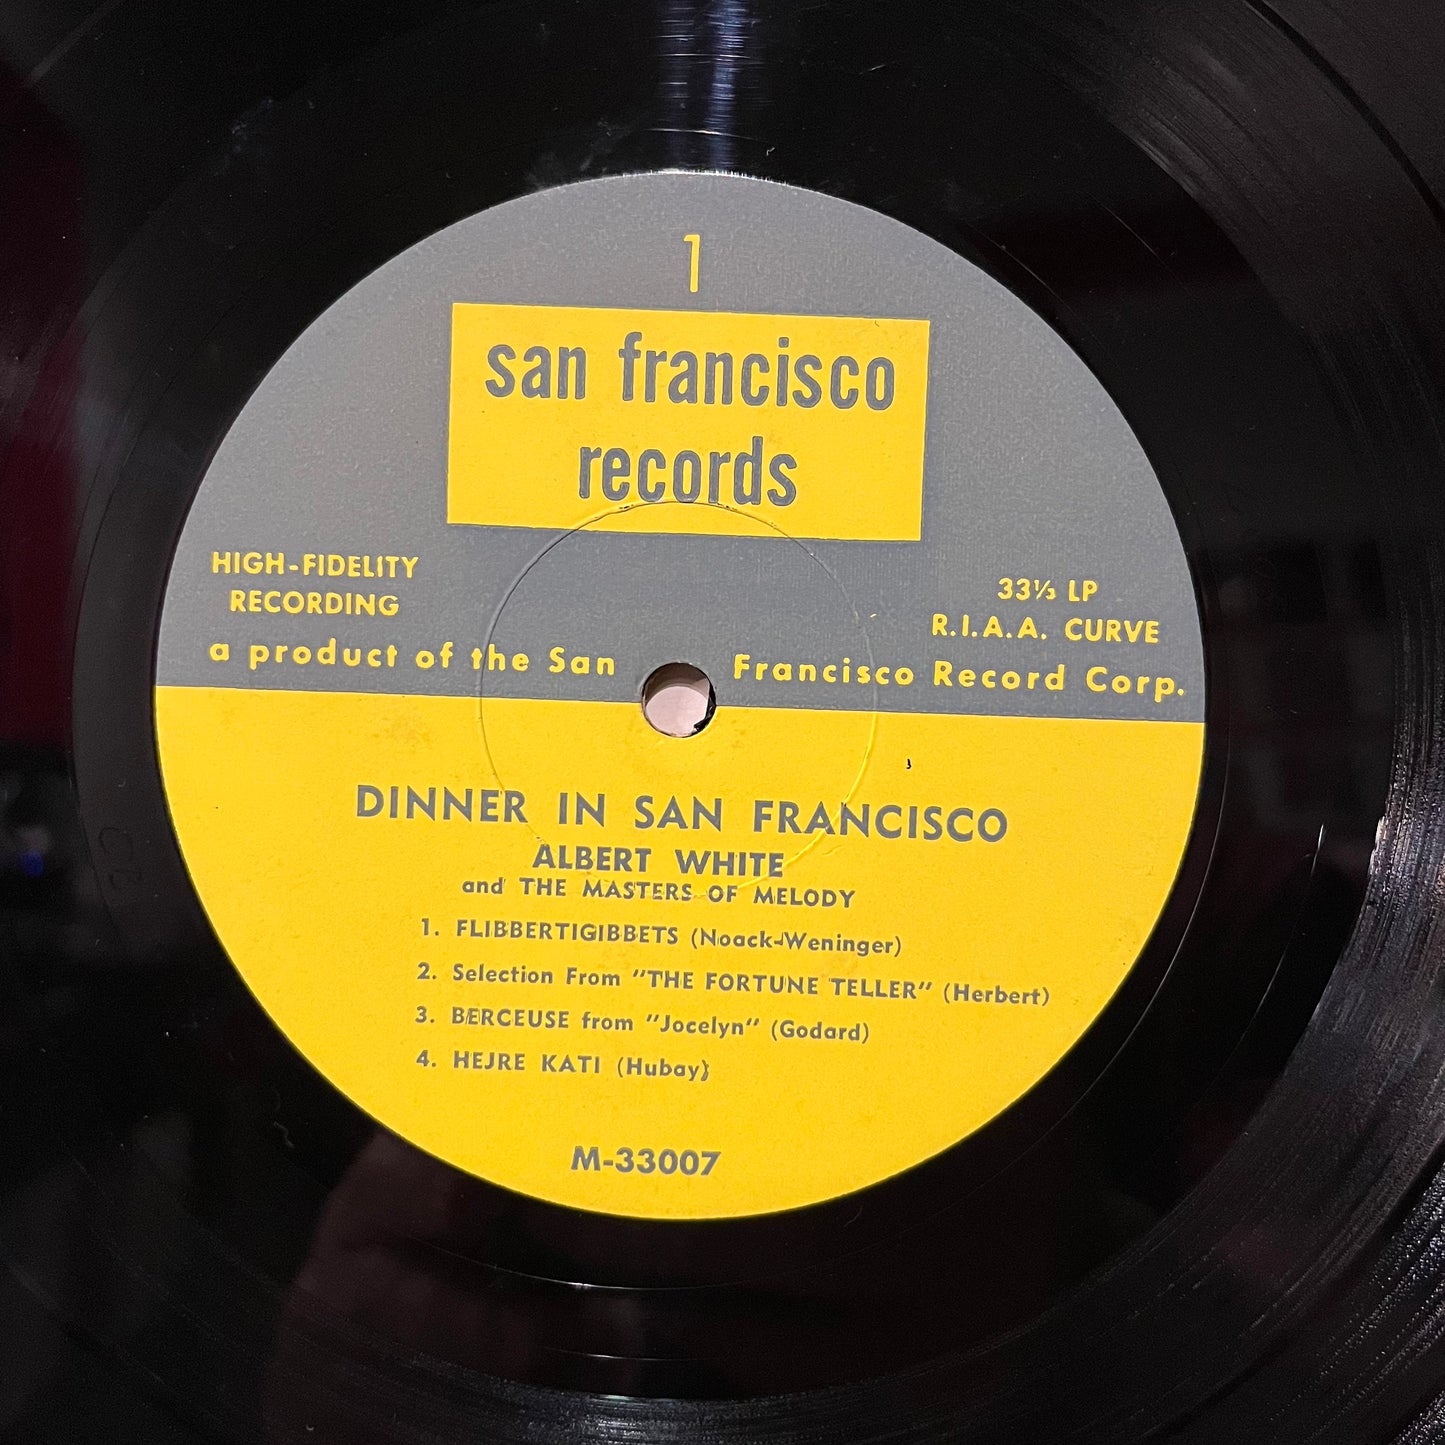 1
san francisco
records
HIGH-FIDELITY
RECORDING
33⅓ LP
R.I.A.A. CURVE
a product of the San Francisco Record Corp.
DINNER IN SAN FRANCISCO
ALBERT WHITE
and THE MASTERS OF MELODY
1. FLIBBERTIGIBBETS (Noack-Weninger)
2. Selection From "THE FORTUNE TELLER" (Herbert)
3. BERCEUSE from "Jocelyn" (Godard)
4. HEJRE KATI (Hubay)
M-33007